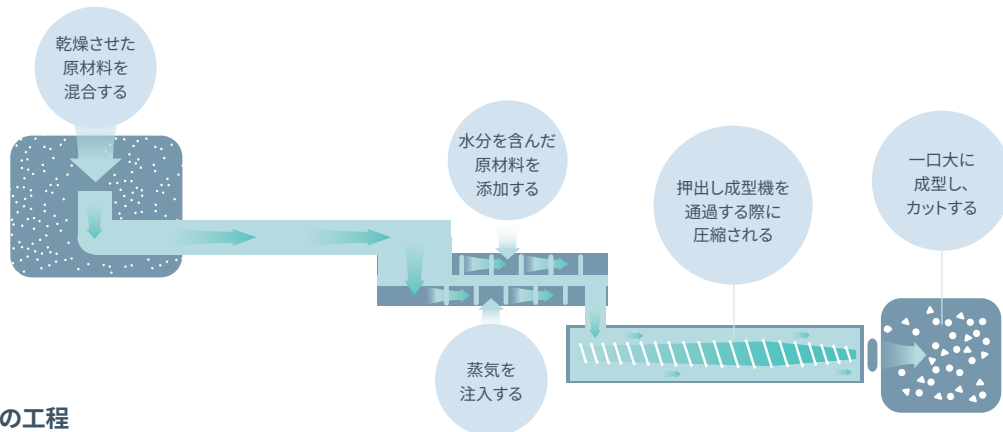 乾燥させた
原材料を
混合する
水分を含んだ
原材料を
添加する
蒸気を
注入する
押出し成型機を
通過する際に
圧縮される
一口大に
成型し、
カットする
の工程